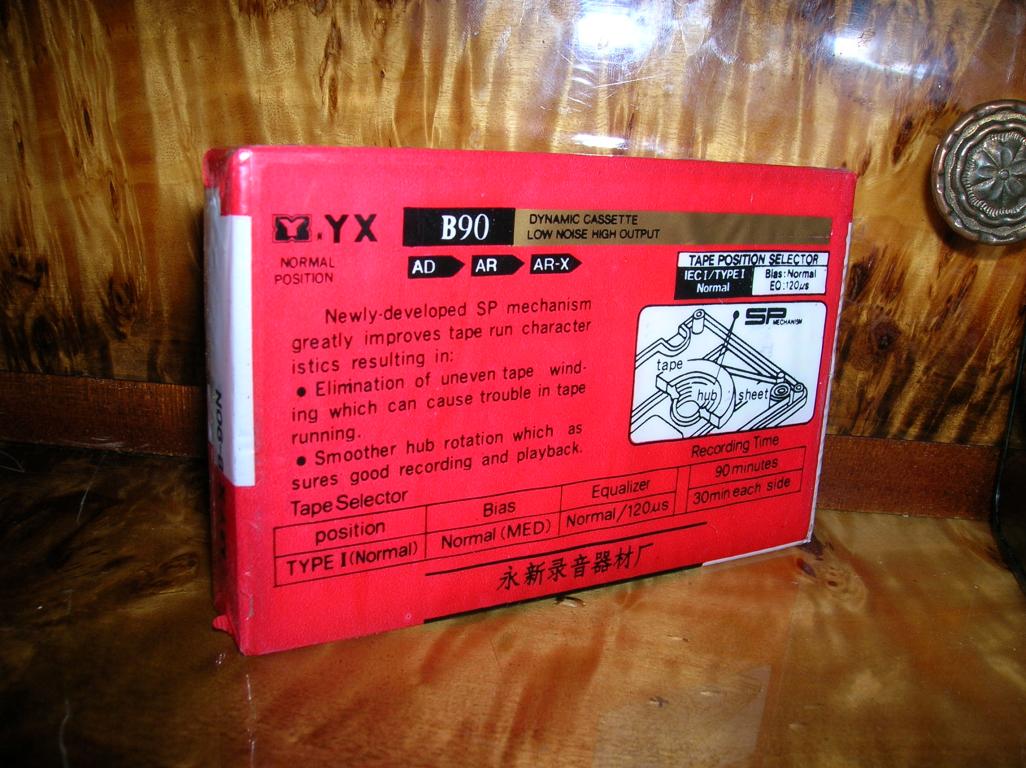 .YX
B90
DYNAMIC CASSETTE
LOW NOISE HIGH OUTPUT
NORMAL
POSITION
AD AR AR-X
TAPE POSITION SELECTOR
IEC I/TYPE I
Normal
Bias:Normal
EQ:120μs
Newly-developed SP mechanism
greatly improves tape run character
istics resulting in:
● Elimination of uneven tape wind-
ing which can cause trouble in tape
running.
● Smoother hub rotation which as
sures good recording and playback.
SP MECHANISM
tape
hub
sheet
Tape Selector
position Bias Equalizer
TYPE I (Normal) Normal (MED) Normal/120μs
Recording Time
90minutes
30min each side
永新录音器材厂